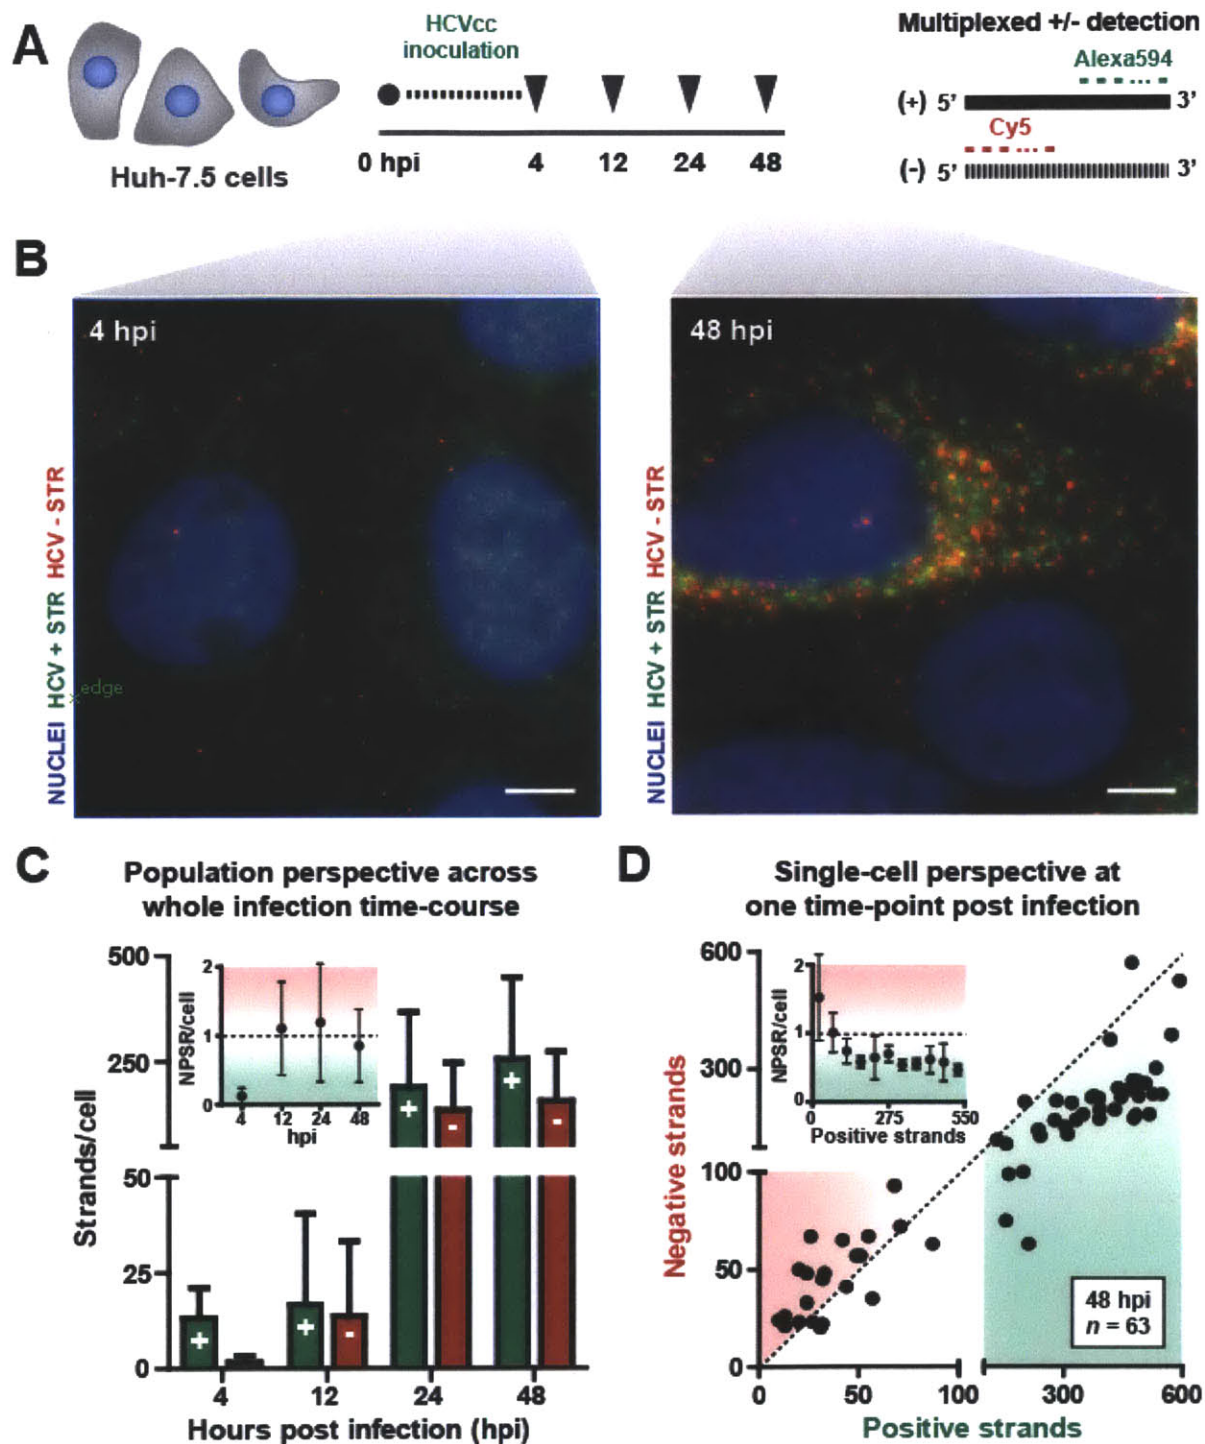 A
HCVcc
inoculation
Huh-7.5 cells
0 hpi
4
12
24
48
Multiplexed +/- detection
Alexa594
(+) 5'
3'
Cy5
(-) 5'
3'
B
4 hpi
NUCLEI HCV + STR HCV - STR
edge
48 hpi
NUCLEI HCV + STR HCV - STR
C
Population perspective across
whole infection time-course
500
250
50
25
0
Strands/cell
2
1
0
NPSR/cell
4
12
24
48
hpi
+
+
-
+
-
+
-
4
12
24
48
Hours post infection (hpi)
D
Single-cell perspective at
one time-point post infection
600
300
100
50
0
Negative strands
2
1
0
NPSR/cell
0
275
550
Positive strands
48 hpi
n = 63
0
50
100
300
600
Positive strands